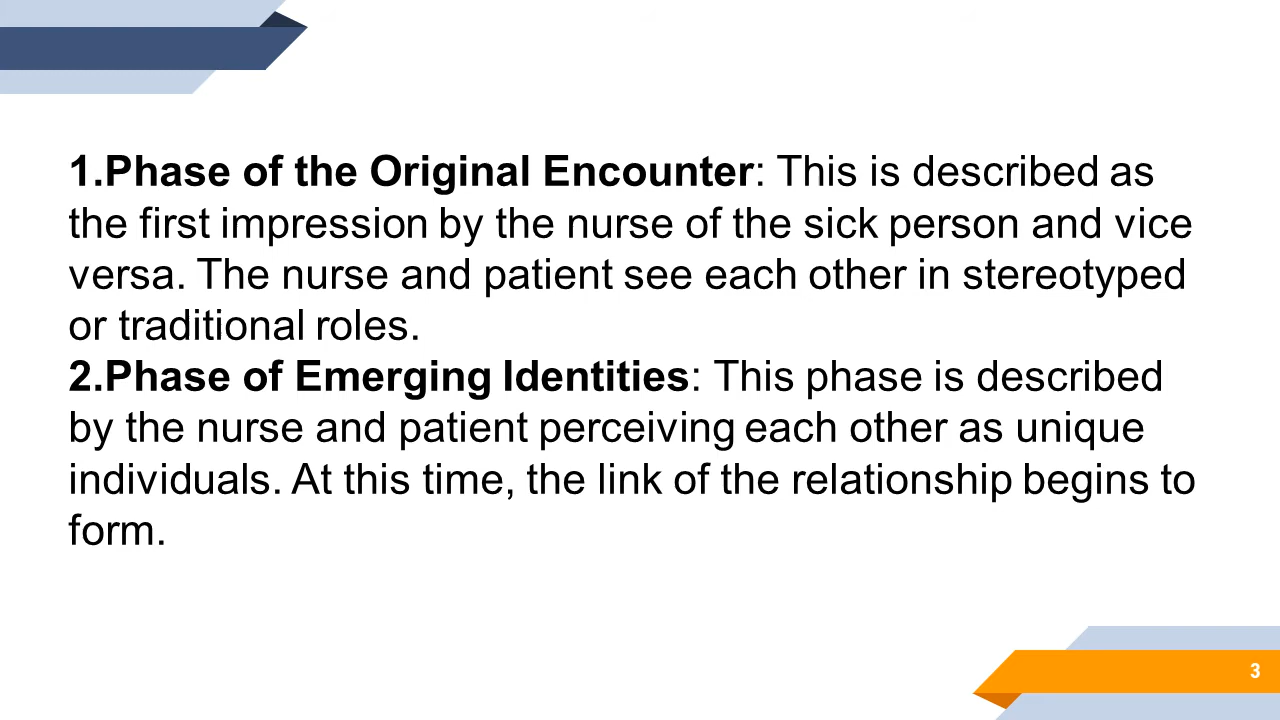 1.Phase of the Original Encounter: This is described as
the first impression by the nurse of the sick person and vice
versa. The nurse and patient see each other in stereotyped
or traditional roles.
2.Phase of Emerging Identities: This phase is described
by the nurse and patient perceiving each other as unique
individuals. At this time, the link of the relationship begins to
form.
3